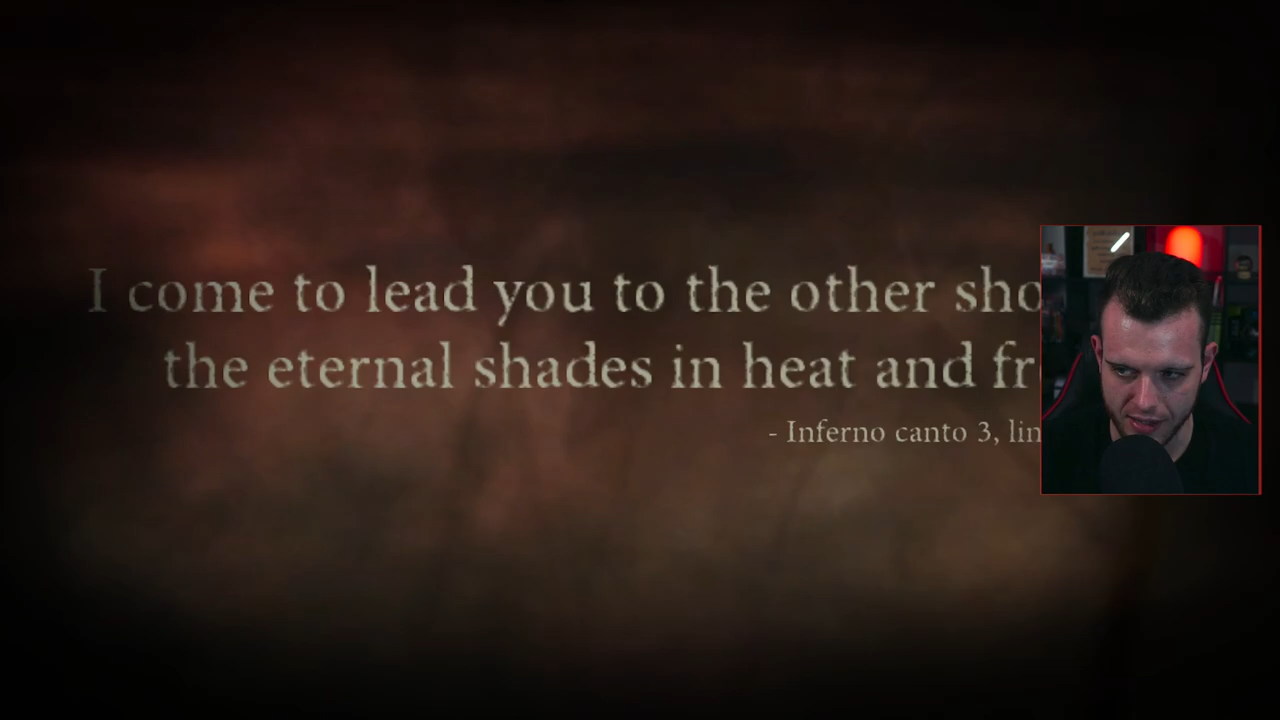 I come to lead you to the other sho
the eternal shades in heat and fr
- Inferno canto 3, lin